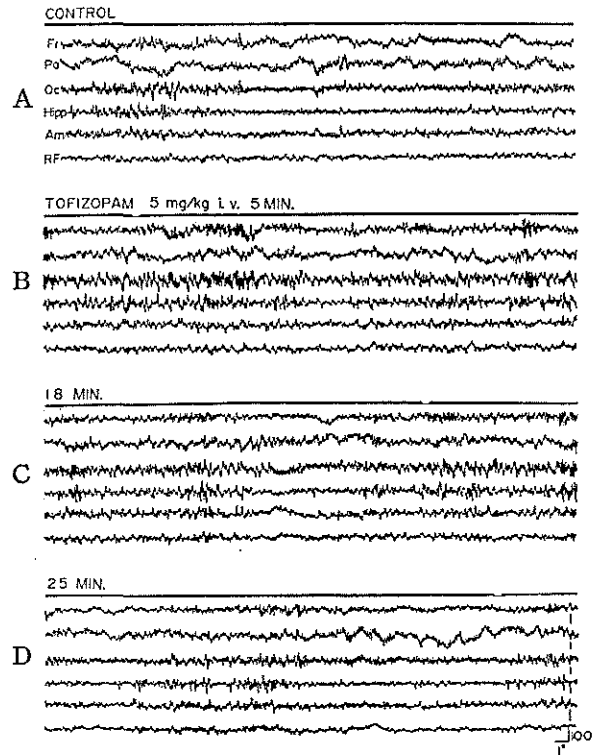 CONTROL
Fr
Pa
Oc
A
Hipp
Am
RF
TOFIZOPAM 5 mg/kg i.v. 5 MIN.
B
18 MIN.
C
25 MIN.
D
100
1"